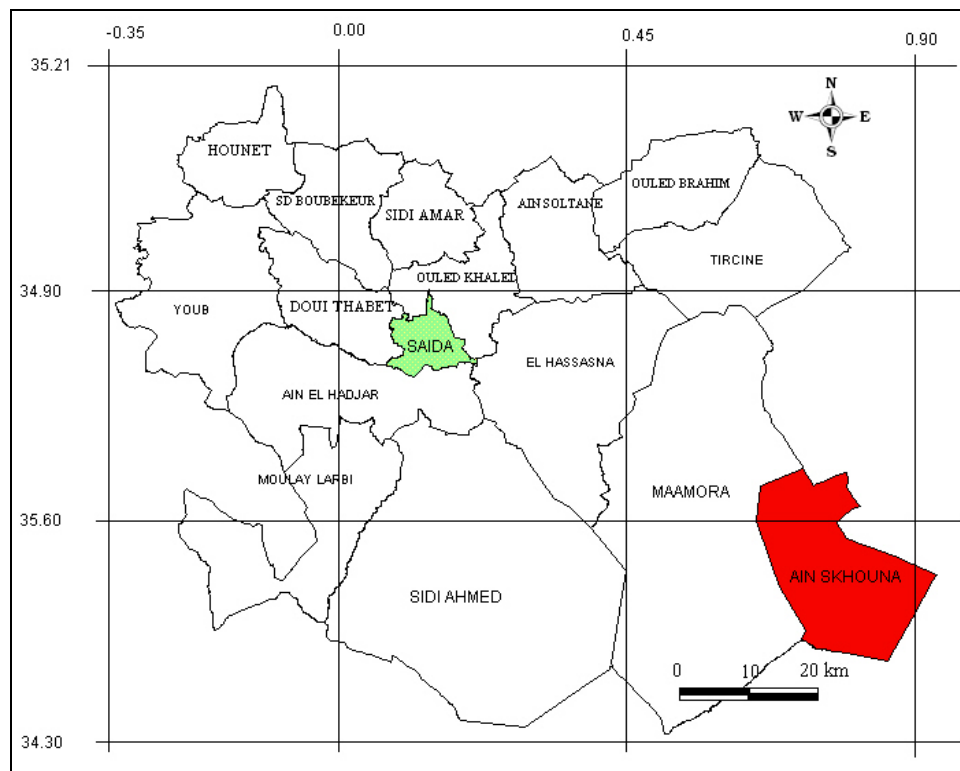 -0.35 0.00 0.45 0.90
35.21
N
W E
S
HOUNET
OULED BRAHIM
SD BOUBEKEUR
AIN SOLTANE
SIDI AMAR
TIRCINE
OULED KHALED
34.90
YOUB
DOUI THABET
SAIDA
EL HASSASNA
AIN EL HADJAR
MOULAY LARBI
MAAMORA
35.60
AIN SKHOUNA
SIDI AHMED
0 10 20 km
34.30